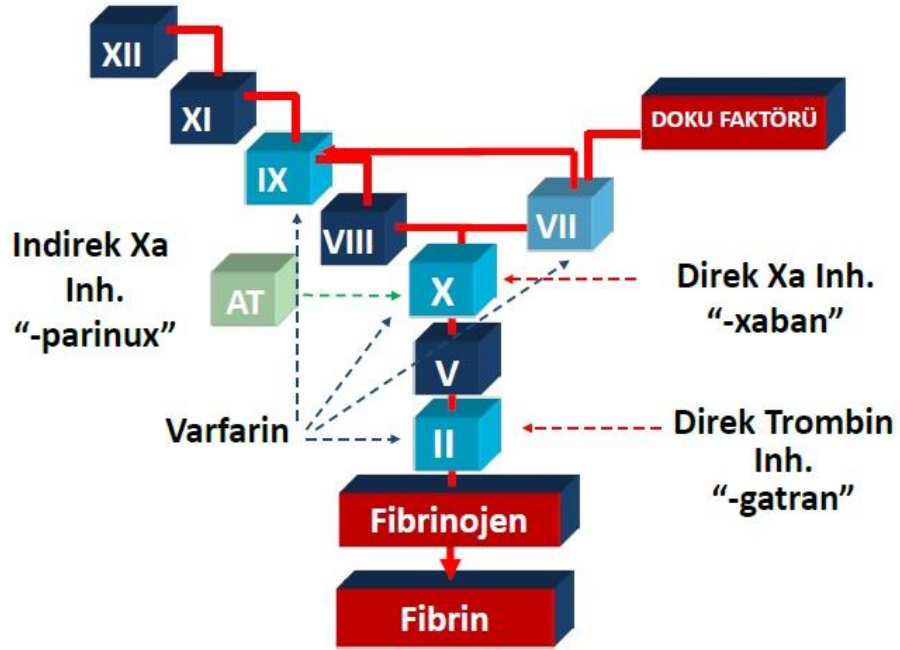 XII
XI
DOKU FAKTÖRÜ
IX
VII
VIII
Indirek Xa
Inh.
“-parinux”
AT
X
Direk Xa Inh.
“-xaban”
V
Varfarin
II
Direk Trombin
Inh.
“-gatran”
Fibrinojen
Fibrin